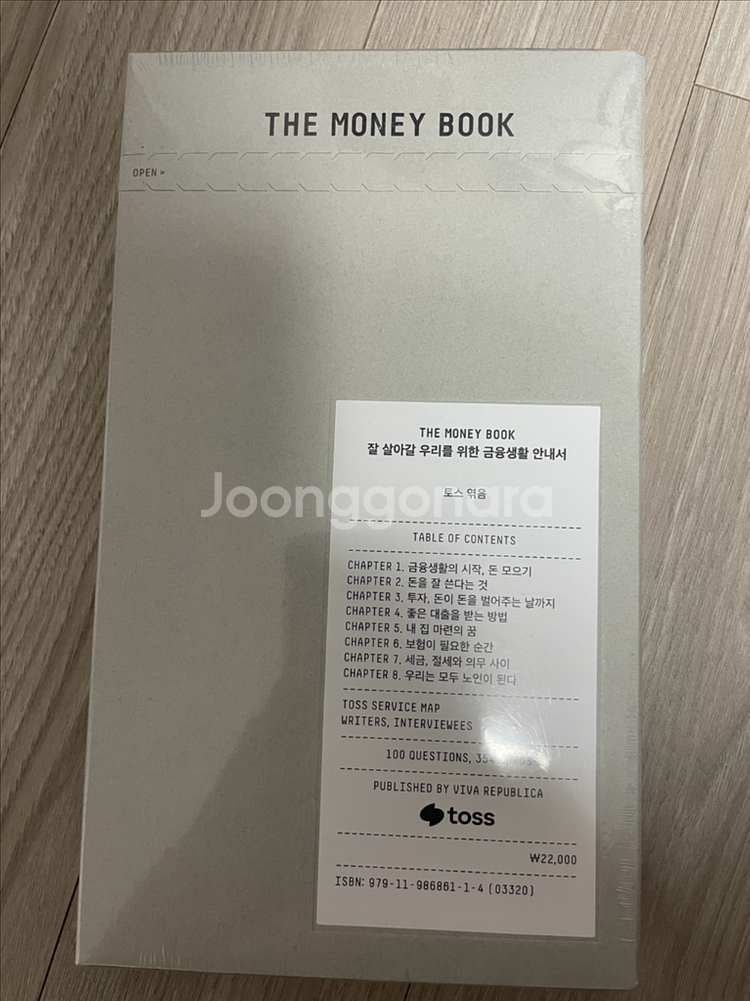 THE MONEY BOOK
OPEN »
THE MONEY BOOK
잘 살아갈 우리를 위한 금융생활 안내서
Joonggonara
토스 엮음
TABLE OF CONTENTS
CHAPTER 1. 금융생활의 시작, 돈 모으기
CHAPTER 2. 돈을 잘 쓴다는 것
CHAPTER 3. 투자, 돈이 돈을 벌어주는 날까지
CHAPTER 4. 좋은 대출을 받는 방법
CHAPTER 5. 내 집 마련의 꿈
CHAPTER 6. 보험이 필요한 순간
CHAPTER 7. 세금, 절세와 의무 사이
CHAPTER 8. 우리는 모두 노인이 된다
TOSS SERVICE MAP
WRITERS, INTERVIEWEES
100 QUESTIONS,
PUBLISHED BY VIVA REPUBLICA
toss
₩22,000
ISBN: 979-11-986861-1-4 (03320)